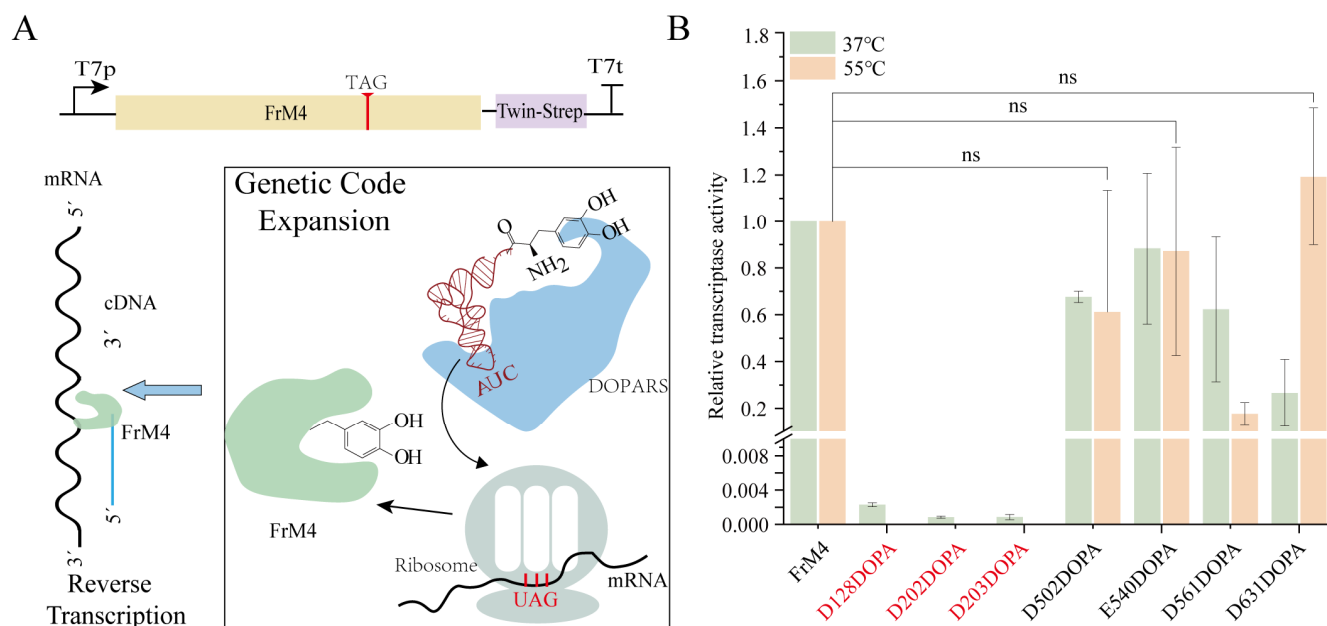 A
T7p
TAG
T7t
FrM4
Twin-Strep
mRNA
5´
cDNA
3´
FrM4
5´
3´
Reverse
Transcription
Genetic Code
Expansion
O
NH2
OH
OH
AUC
DOPARS
OH
OH
FrM4
Ribosome
mRNA
UAG
B
37℃
55℃
ns
ns
ns
Relative transcriptase activity
1.8
1.6
1.4
1.2
1.0
0.8
0.6
0.4
0.2
0.008
0.004
0.000
FrM4
D128DOPA
D202DOPA
D203DOPA
D502DOPA
E540DOPA
D561DOPA
D631DOPA